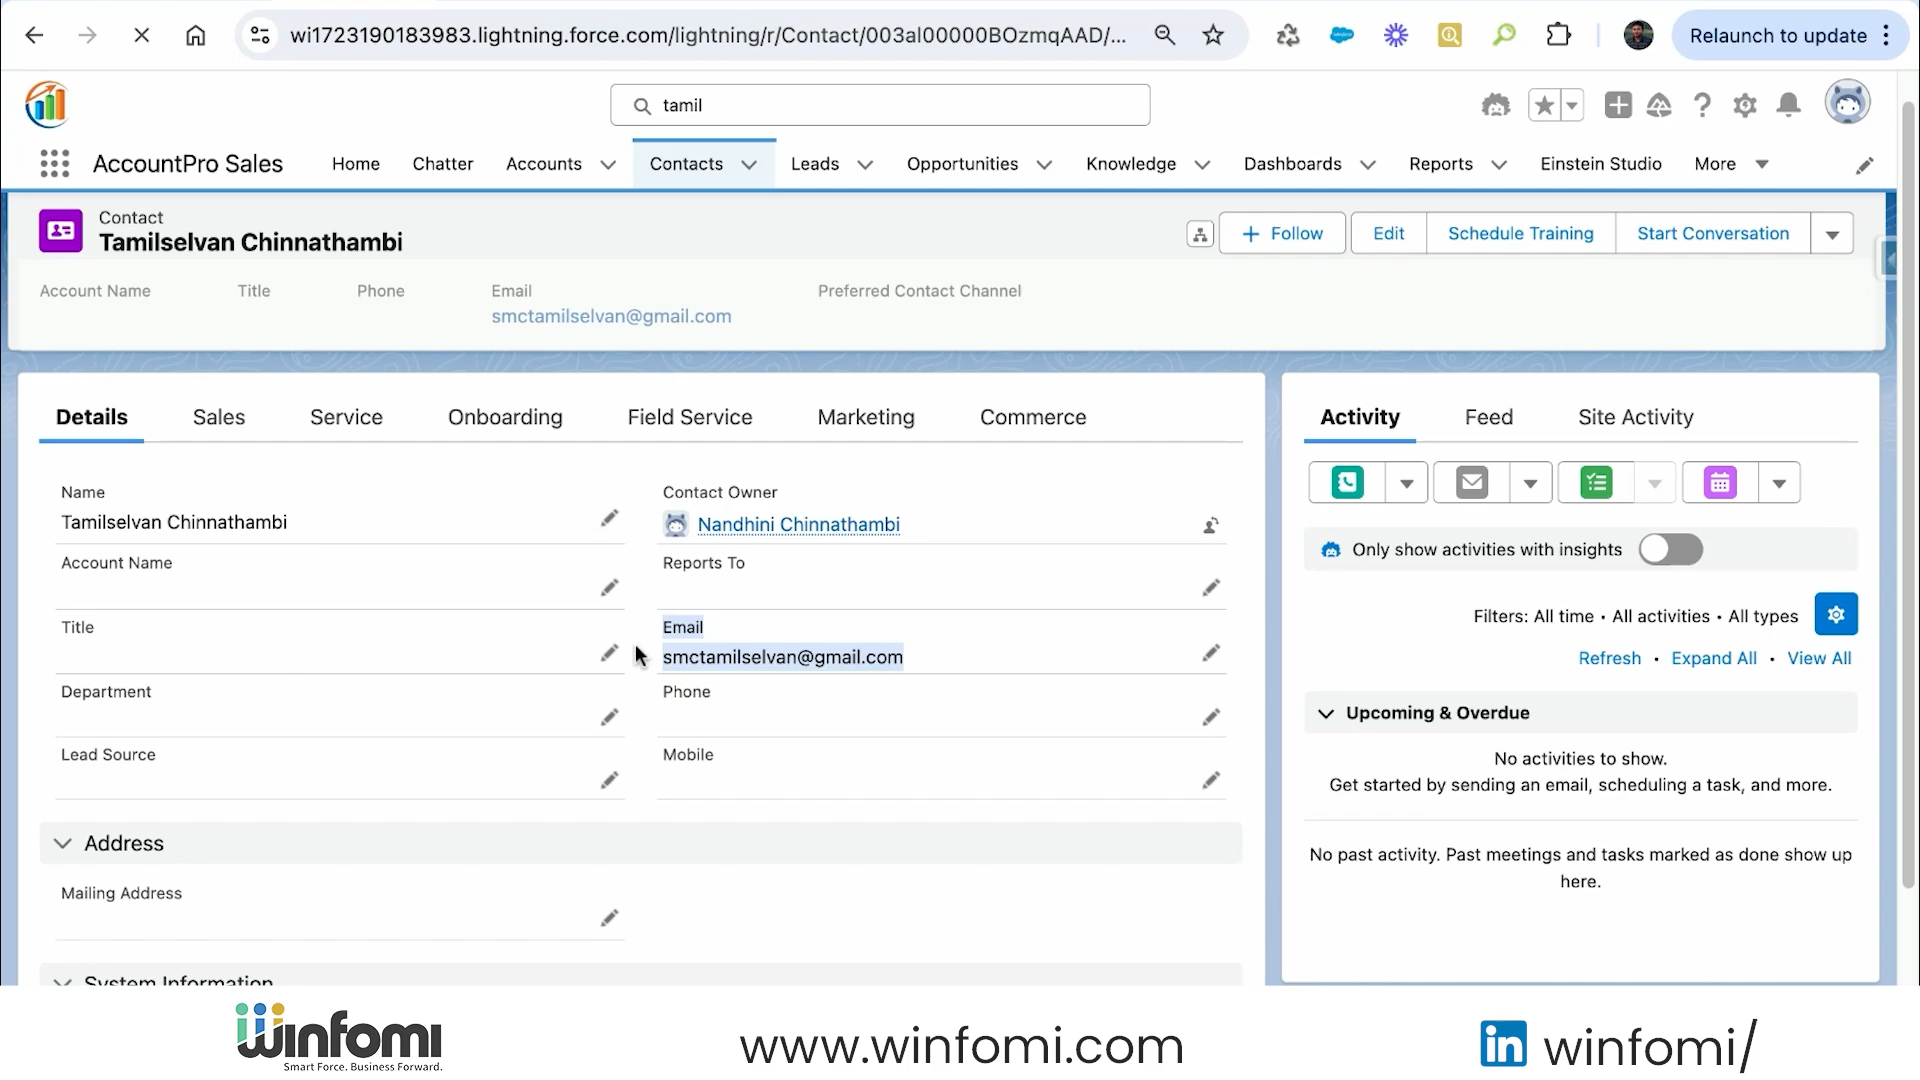 wi1723190183983.lightning.force.com/lightning/r/Contact/003al00000BOzmqAAD/...
Relaunch to update
tamil
AccountPro Sales
Home
Chatter
Accounts
Contacts
Leads
Opportunities
Knowledge
Dashboards
Reports
Einstein Studio
More
Contact
Tamilselvan Chinnathambi
Follow
Edit
Schedule Training
Start Conversation
Account Name
Title
Phone
Email
Preferred Contact Channel
smctamilselvan@gmail.com
Details
Sales
Service
Onboarding
Field Service
Marketing
Commerce
Name
Tamilselvan Chinnathambi
Contact Owner
Nandhini Chinnathambi
Account Name
Reports To
Title
Email
smctamilselvan@gmail.com
Department
Phone
Lead Source
Mobile
Address
Mailing Address
System Information
Activity
Feed
Site Activity
Only show activities with insights
Filters: All time • All activities • All types
Refresh • Expand All • View All
Upcoming & Overdue
No activities to show.
Get started by sending an email, scheduling a task, and more.
No past activity. Past meetings and tasks marked as done show up
here.
winfomi
Smart Force. Business Forward.
www.winfomi.com
in winfomi/